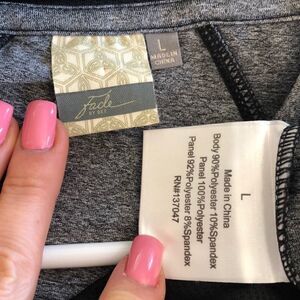 Jade
L
MADE IN
CHINA
L
Made in China
Body 90%Polyester 10%Spandex
Panel 100%Polyester
Panel 92%Polyester 8%Spandex
RN#137047